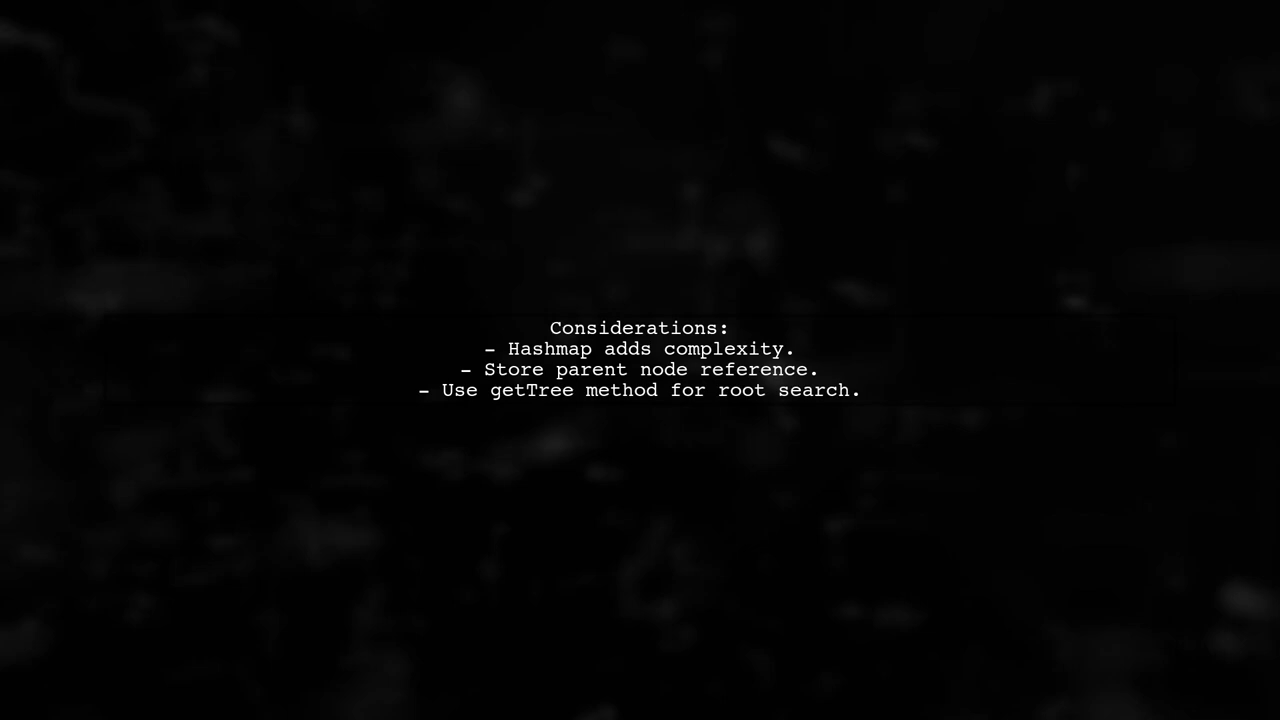 Considerations:
- Hashmap adds complexity.
- Store parent node reference.
- Use getTree method for root search.